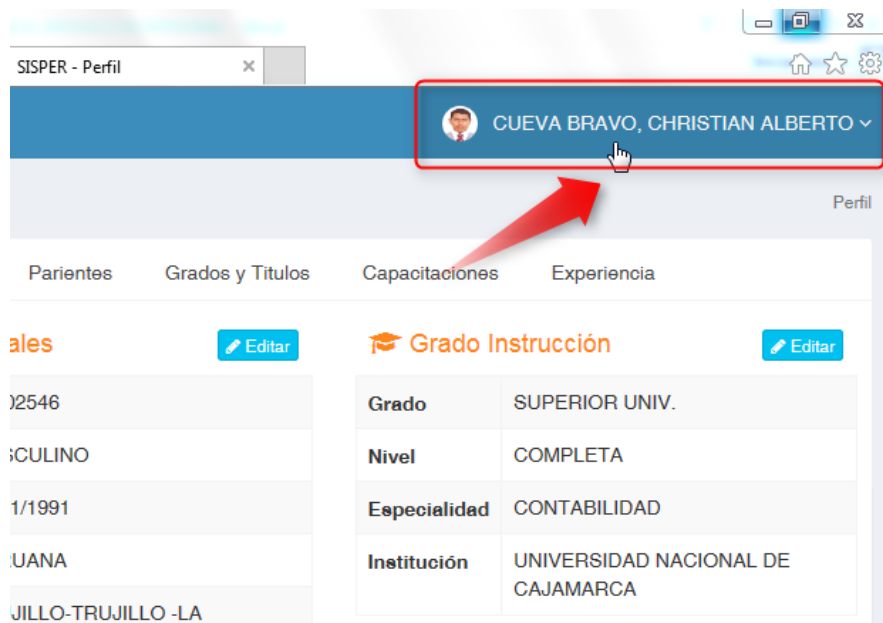 SISPER - Perfil
CUEVA BRAVO, CHRISTIAN ALBERTO
Perfil
Parientes Grados y Titulos Capacitaciones Experiencia
ales Editar Grado Instrucción Editar
02546 Grado SUPERIOR UNIV.
SCULINO Nivel COMPLETA
1/1991 Especialidad CONTABILIDAD
UANA Institución UNIVERSIDAD NACIONAL DE
CAJAMARCA
JILLO-TRUJILLO -LA